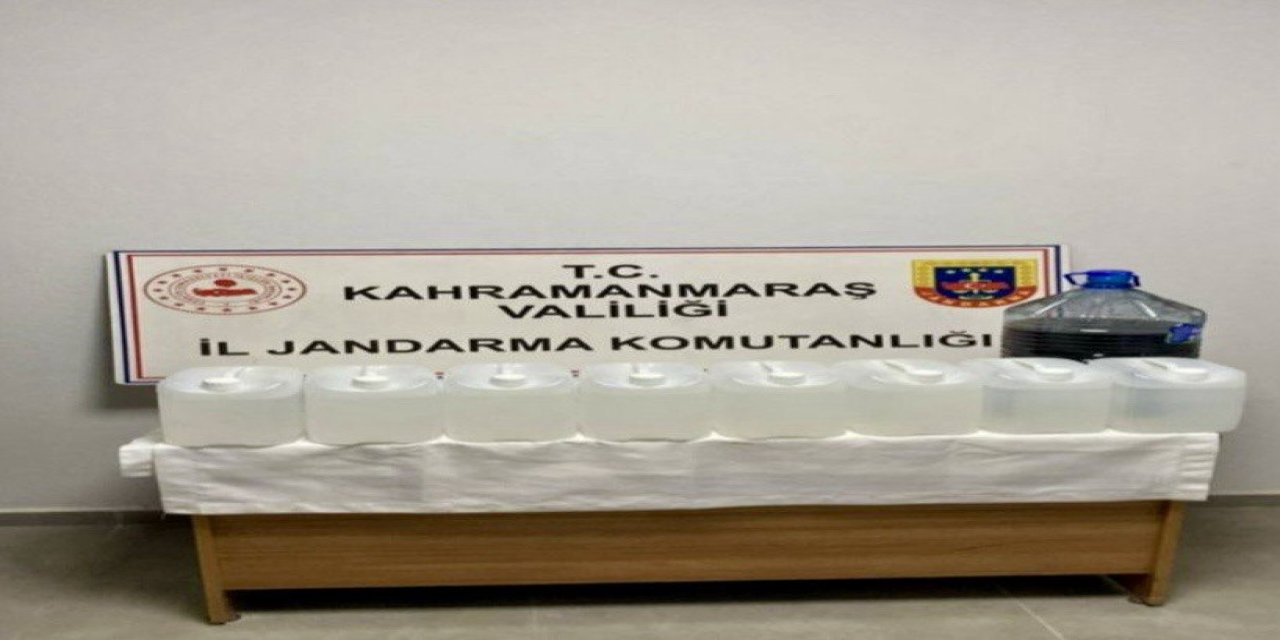 T.C.
KAHRAMANMARAŞ
VALİLİĞİ
İL JANDARMA KOMUTANLIĞI